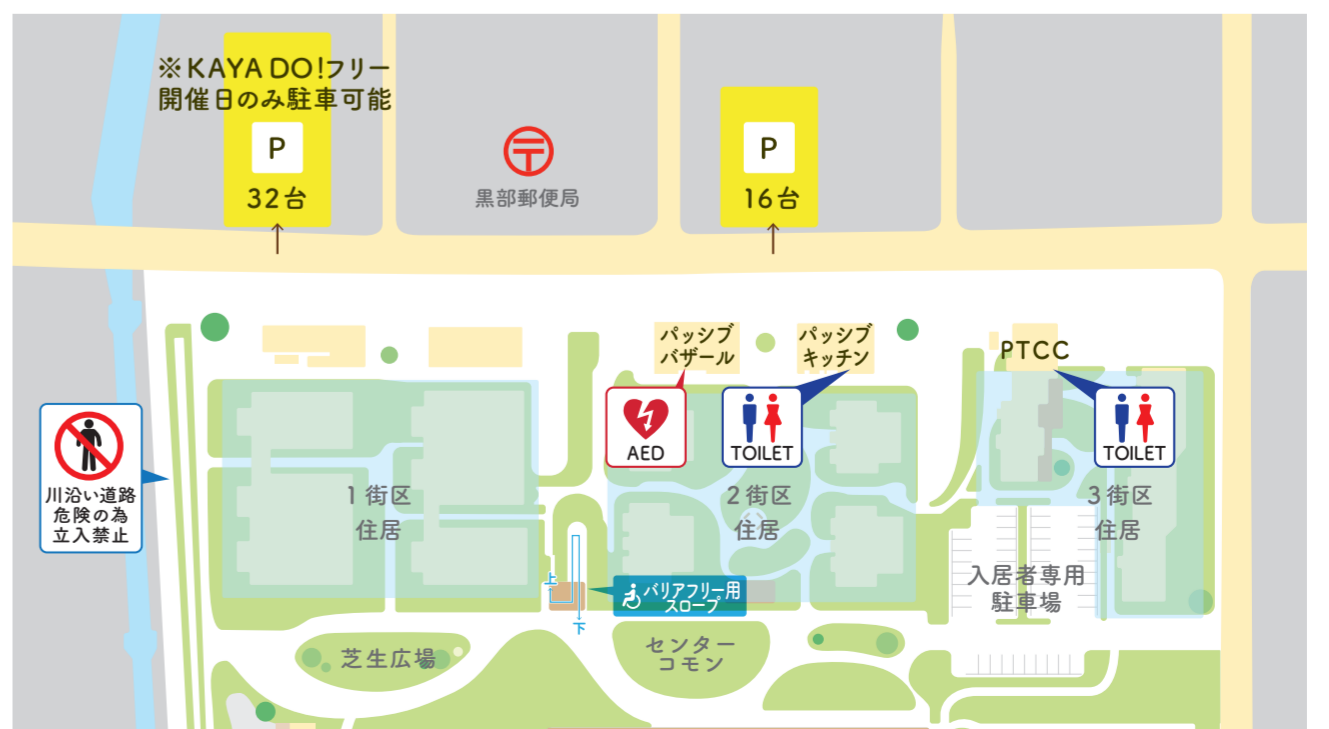 ※KAYA DO!フリー
開催日のみ駐車可能
P
32台
黒部郵便局
P
16台
パッシブ
バザール
パッシブ
キッチン
PTCC
AED
TOILET
TOILET
川沿い道路
危険の為
立入禁止
1街区
住居
2街区
住居
3街区
住居
上
バリアフリー用
スロープ
下
入居者専用
駐車場
芝生広場
センター
コモン